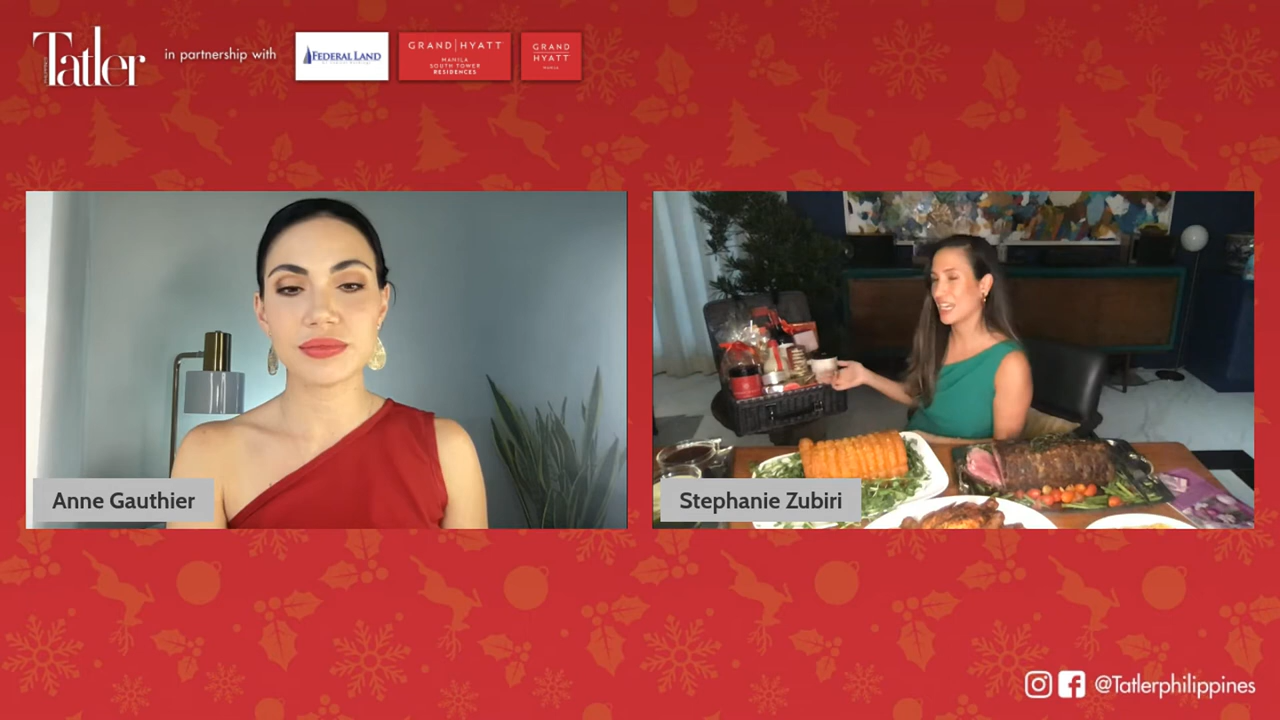 Tatler
in partnership with
FEDERAL LAND
GRAND HYATT
MANILA
SOUTH TOWER
RESIDENCES
GRAND
HYATT
MANILA
Anne Gauthier
Stephanie Zubiri
@Tatlerphilippines